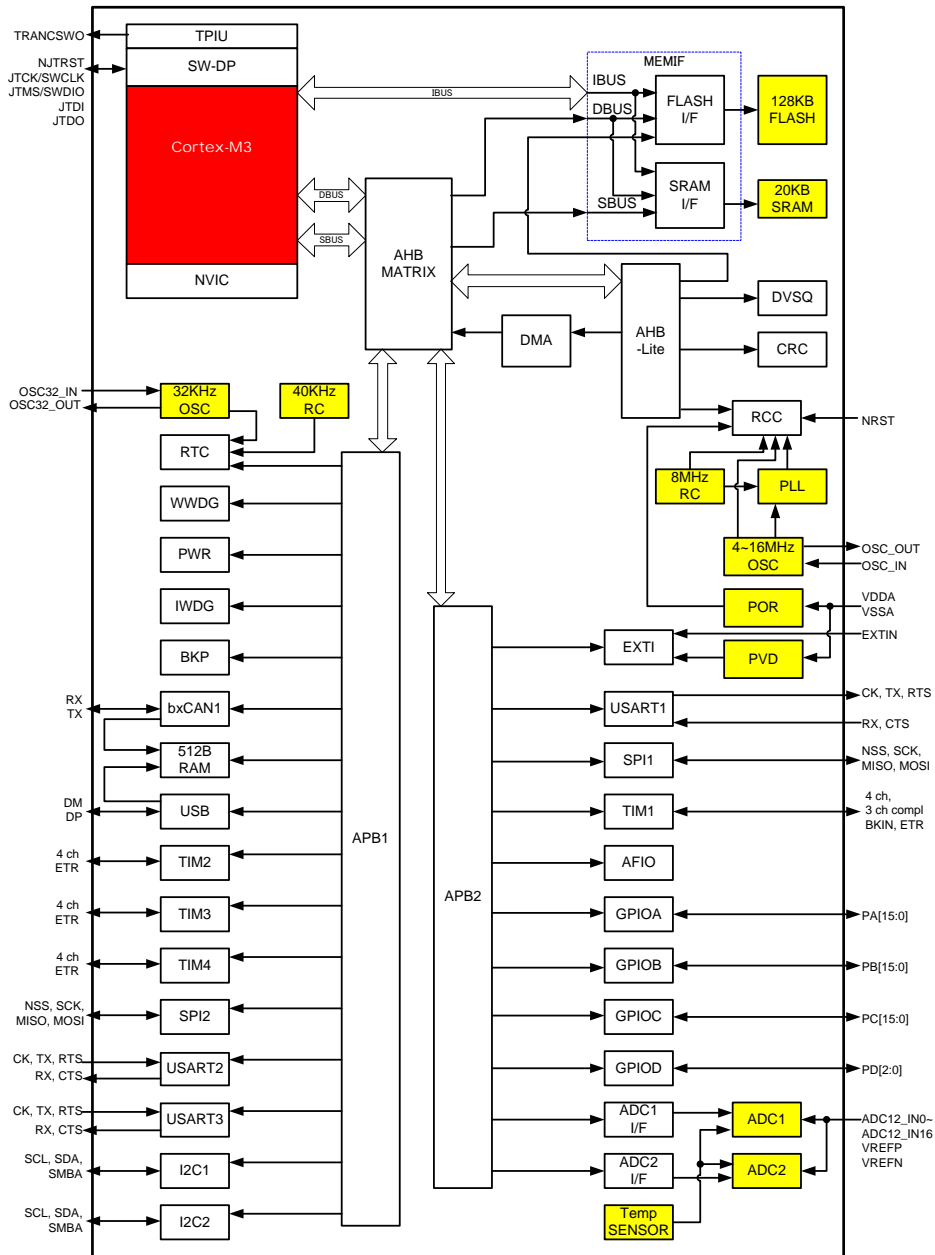 TRANCSWO
TPIU
NJTRST
JTCK/SWCLK
JTMS/SWDIO
JTDI
JTDO
SW-DP
Cortex-M3
NVIC
IBUS
DBUS
SBUS
AHB
MATRIX
MEMIF
IBUS
DBUS
SBUS
FLASH
I/F
128KB
FLASH
SRAM
I/F
20KB
SRAM
DMA
AHB
-Lite
DVSQ
CRC
OSC32_IN
OSC32_OUT
32KHz
OSC
40KHz
RC
RTC
WWDG
PWR
IWDG
BKP
RX
TX
bxCAN1
512B
RAM
DM
DP
USB
4 ch
ETR
TIM2
4 ch
ETR
TIM3
4 ch
ETR
TIM4
NSS, SCK,
MISO, MOSI
SPI2
CK, TX, RTS
RX, CTS
USART2
CK, TX, RTS
RX, CTS
USART3
SCL, SDA,
SMBA
I2C1
SCL, SDA,
SMBA
I2C2
APB1
APB2
RCC
NRST
8MHz
RC
PLL
4~16MHz
OSC
OSC_OUT
OSC_IN
POR
VDDA
VSSA
EXTI
EXTIN
PVD
USART1
CK, TX, RTS
RX, CTS
SPI1
NSS, SCK,
MISO, MOSI
TIM1
4 ch,
3 ch compl
BKIN, ETR
AFIO
GPIOA
PA[15:0]
GPIOB
PB[15:0]
GPIOC
PC[15:0]
GPIOD
PD[2:0]
ADC1
I/F
ADC1
ADC2
I/F
ADC2
ADC12_IN0~
ADC12_IN16
VREFP
VREFN
Temp
SENSOR